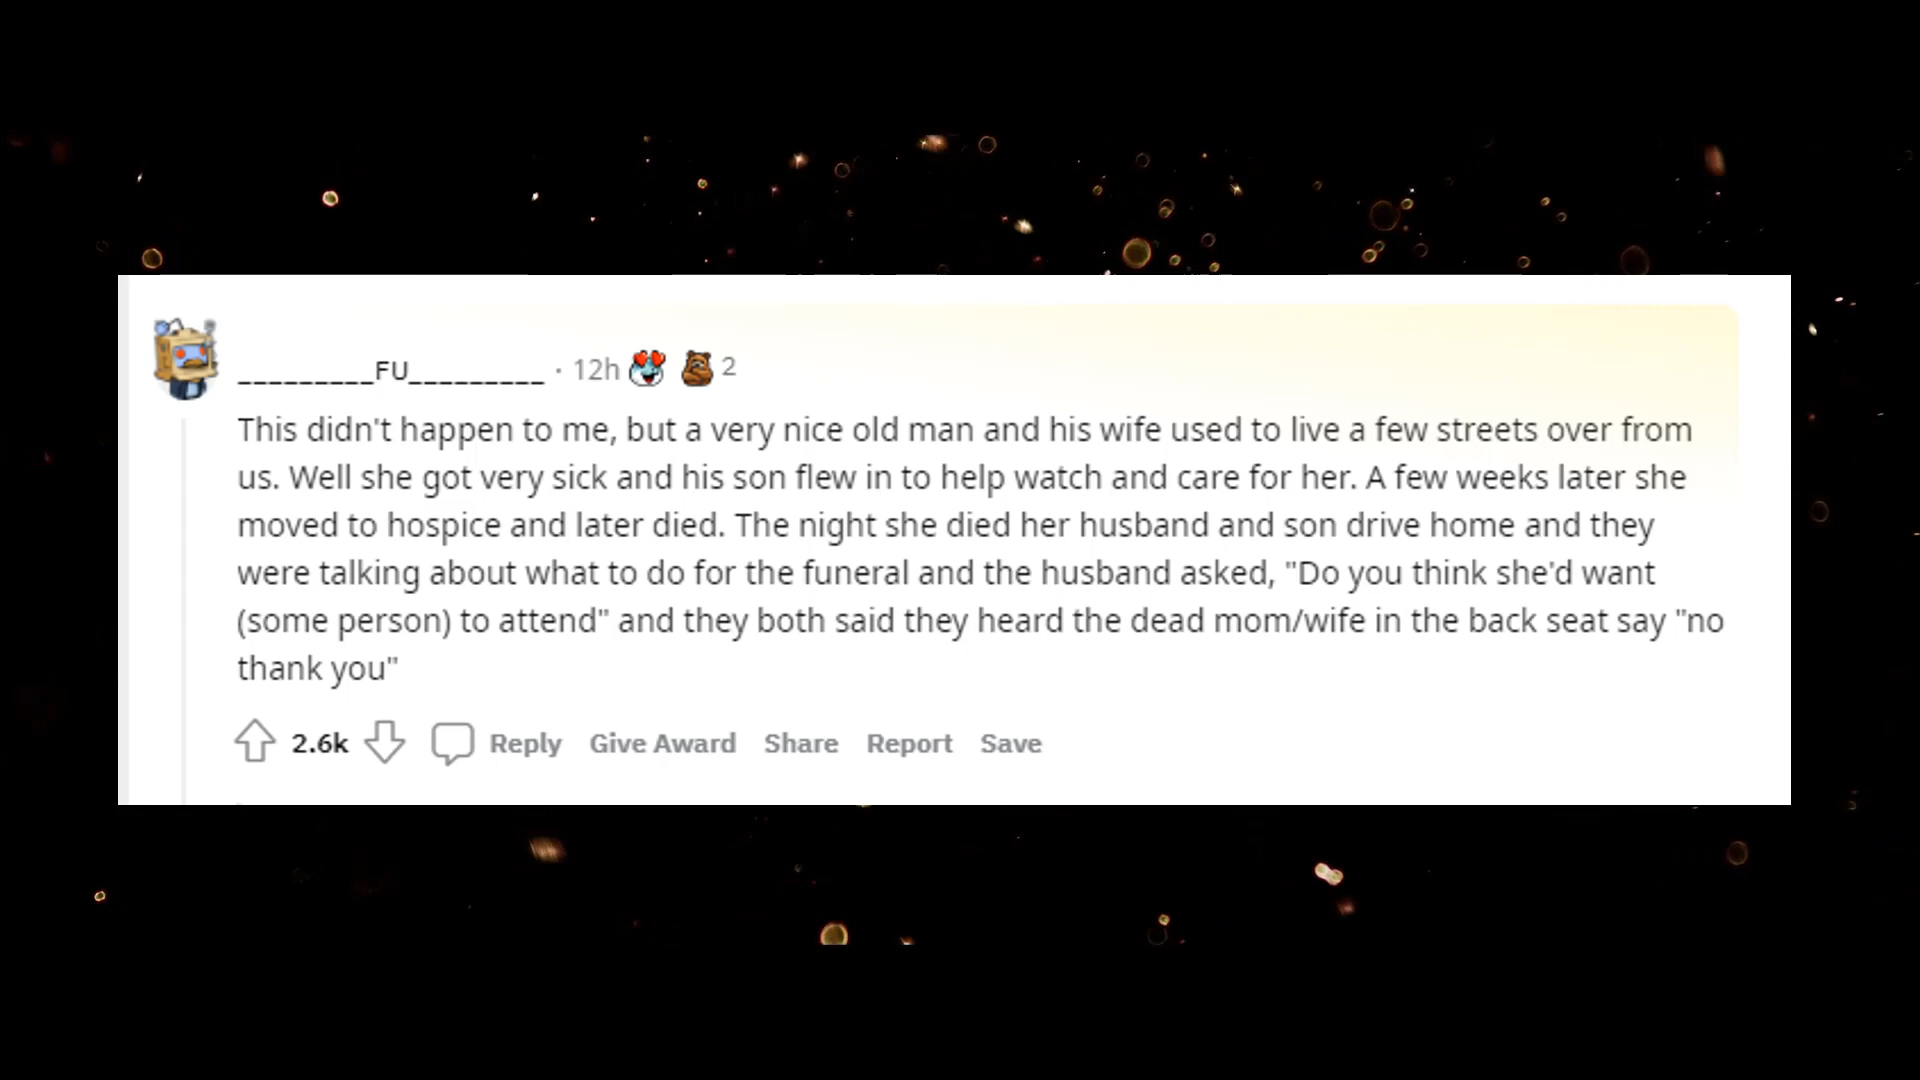 _________FU_________ · 12h 2
This didn't happen to me, but a very nice old man and his wife used to live a few streets over from
us. Well she got very sick and his son flew in to help watch and care for her. A few weeks later she
moved to hospice and later died. The night she died her husband and son drive home and they
were talking about what to do for the funeral and the husband asked, "Do you think she'd want
(some person) to attend" and they both said they heard the dead mom/wife in the back seat say "no
thank you"
2.6k Reply Give Award Share Report Save